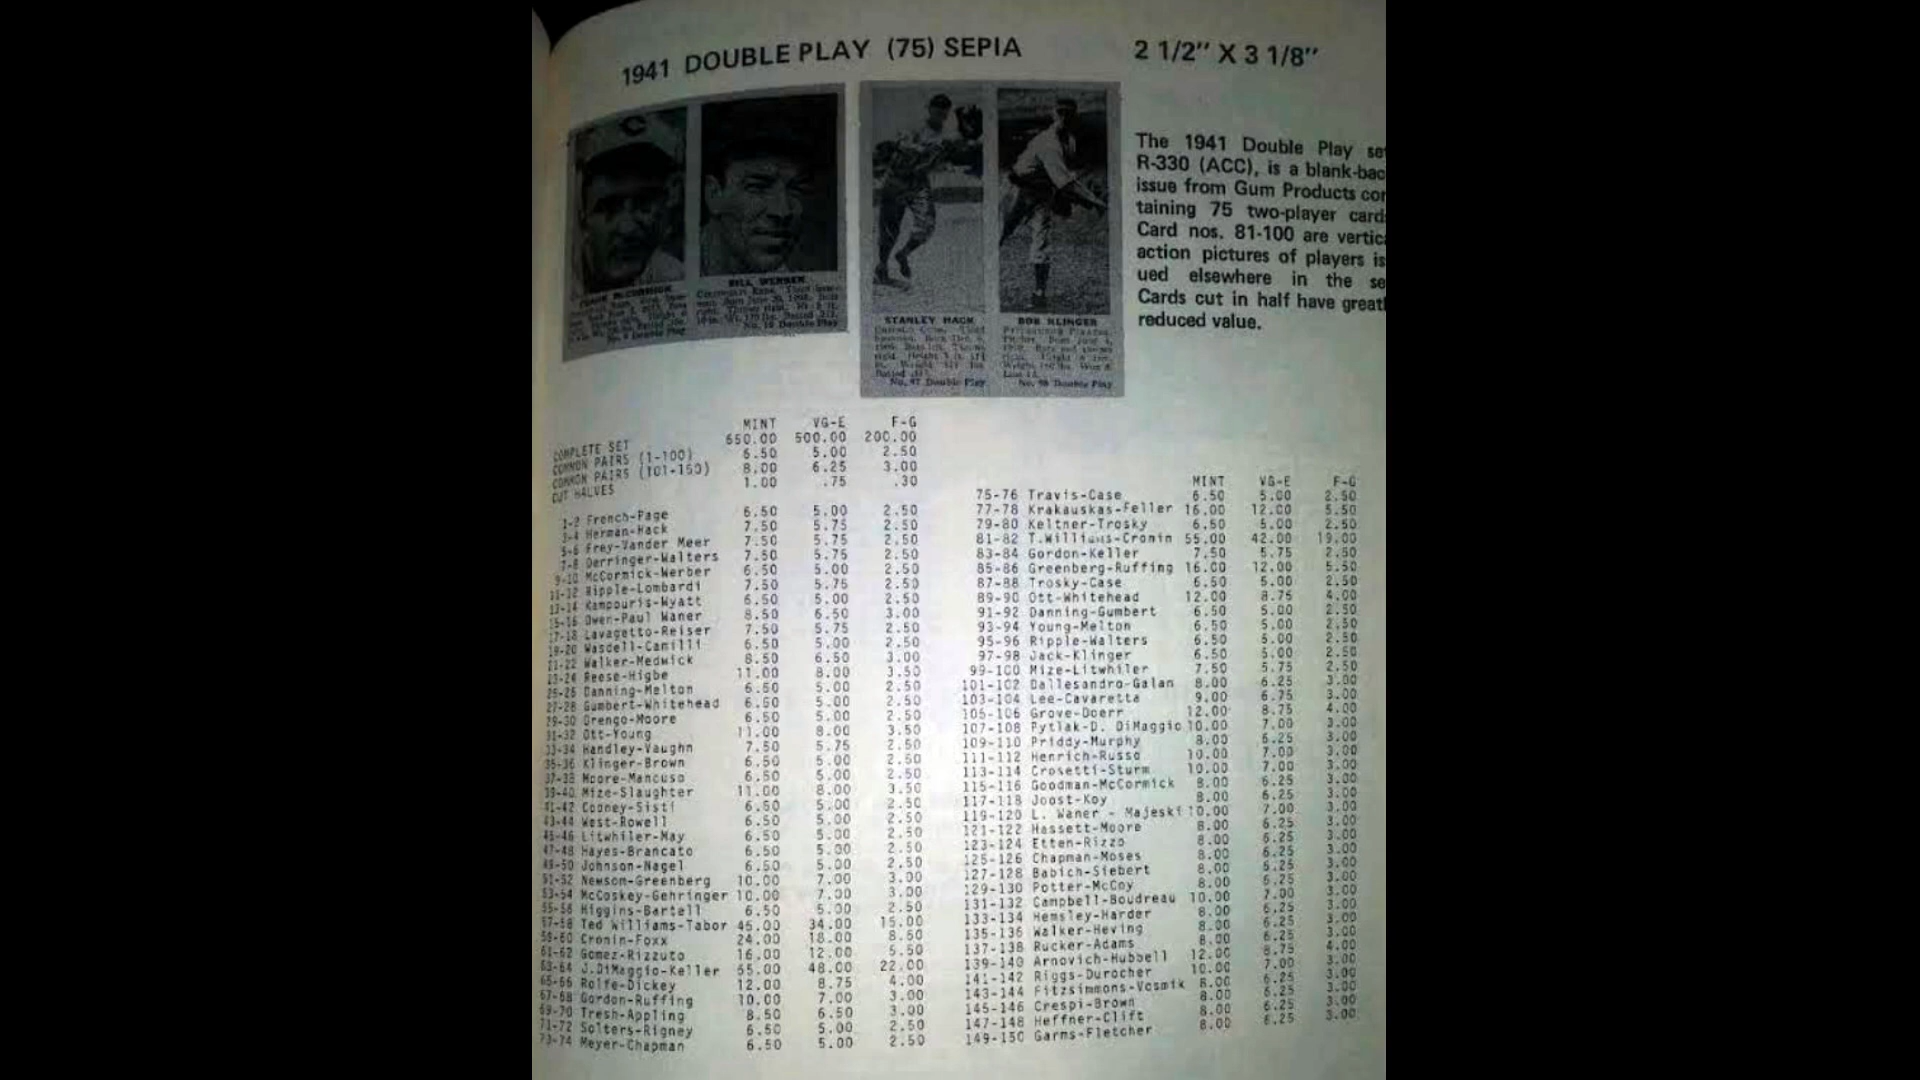 1941 DOUBLE PLAY (75) SEPIA
2 1/2" X 3 1/8"
BILL WERBER
No. 10 Double Play
STANLEY HACK
No. 97 Double Play
BOB KLINGER
No. 98 Double Play
The 1941 Double Play se
R-330 (ACC), is a blank-bac
issue from Gum Products con
taining 75 two-player card
Card nos. 81-100 are vertic
action pictures of players is
ued elsewhere in the se
Cards cut in half have greatl
reduced value.
MINT VG-E F-G
COMPLETE SET 650.00 500.00 200.00
COMMON PAIRS (1-100) 6.50 5.00 2.50
COMMON PAIRS (101-150) 8.00 6.25 3.00
CUT HALVES 1.00 .75 .30
1-2 French-Page 6.50 5.00 2.50
3-4 Herman-Hack 7.50 5.75 2.50
5-6 Frey-Vander Meer 7.50 5.75 2.50
7-8 Derringer-Walters 7.50 5.75 2.50
9-10 McCormick-Werber 6.50 5.00 2.50
11-12 Ripple-Lombardi 7.50 5.75 2.50
13-14 Kampouris-Wyatt 6.50 5.00 2.50
15-16 Owen-Paul Waner 8.50 6.50 3.00
17-18 Lavagetto-Reiser 7.50 5.75 2.50
19-20 Wasdell-Camilli 6.50 5.00 2.50
21-22 Walker-Medwick 8.50 6.50 3.00
23-24 Reese-Higbe 11.00 8.00 3.50
25-26 Danning-Melton 6.50 5.00 2.50
27-28 Gumbert-Whitehead 6.50 5.00 2.50
29-30 Orengo-Moore 6.50 5.00 2.50
31-32 Ott-Young 11.00 8.00 3.50
33-34 Handley-Vaughn 7.50 5.75 2.50
35-36 Klinger-Brown 6.50 5.00 2.50
37-38 Moore-Mancuso 6.50 5.00 2.50
39-40 Mize-Slaughter 11.00 8.00 3.50
41-42 Cooney-Sisti 6.50 5.00 2.50
43-44 West-Rowell 6.50 5.00 2.50
45-46 Litwhiler-May 6.50 5.00 2.50
47-48 Hayes-Brancato 6.50 5.00 2.50
49-50 Johnson-Nagel 6.50 5.00 2.50
51-52 Newsom-Greenberg 10.00 7.00 3.00
53-54 McCoskey-Gehringer 10.00 7.00 3.00
55-56 Higgins-Bartell 6.50 5.00 2.50
57-58 Ted Williams-Tabor 45.00 34.00 15.00
59-60 Cronin-Foxx 24.00 18.00 8.50
61-62 Gomez-Rizzuto 16.00 12.00 5.50
63-64 J.DiMaggio-Keller 65.00 48.00 22.00
65-66 Rolfe-Dickey 12.00 8.75 4.00
67-68 Gordon-Ruffing 10.00 7.00 3.00
69-70 Tresh-Appling 8.50 6.50 3.00
71-72 Solters-Rigney 6.50 5.00 2.50
73-74 Meyer-Chapman 6.50 5.00 2.50
MINT VG-E F-G
75-76 Travis-Case 6.50 5.00 2.50
77-78 Krakauskas-Feller 16.00 12.00 5.50
79-80 Keltner-Trosky 6.50 5.00 2.50
81-82 T.Williams-Cronin 55.00 42.00 19.00
83-84 Gordon-Keller 7.50 5.75 2.50
85-86 Greenberg-Ruffing 16.00 12.00 5.50
87-88 Trosky-Case 6.50 5.00 2.50
89-90 Ott-Whitehead 12.00 8.75 4.00
91-92 Danning-Gumbert 6.50 5.00 2.50
93-94 Young-Melton 6.50 5.00 2.50
95-96 Ripple-Walters 6.50 5.00 2.50
97-98 Jack-Klinger 6.50 5.00 2.50
99-100 Mize-Litwhiler 7.50 5.75 2.50
101-102 Dallesandro-Galan 8.00 6.25 3.00
103-104 Lee-Cavaretta 9.00 6.75 3.00
105-106 Grove-Doerr 12.00 8.75 4.00
107-108 Pytlak-D. DiMaggio 10.00 7.00 3.00
109-110 Priddy-Murphy 8.00 6.25 3.00
111-112 Henrich-Russo 10.00 7.00 3.00
113-114 Crosetti-Sturm 10.00 7.00 3.00
115-116 Goodman-McCormick 8.00 6.25 3.00
117-118 Joost-Koy 8.00 6.25 3.00
119-120 L. Waner - Majeski 10.00 7.00 3.00
121-122 Hassett-Moore 8.00 6.25 3.00
123-124 Etten-Rizzo 8.00 6.25 3.00
125-126 Chapman-Moses 8.00 6.25 3.00
127-128 Babich-Siebert 8.00 6.25 3.00
129-130 Potter-McCoy 8.00 6.25 3.00
131-132 Campbell-Boudreau 10.00 7.00 3.00
133-134 Hemsley-Harder 8.00 6.25 3.00
135-136 Walker-Heving 8.00 6.25 3.00
137-138 Rucker-Adams 8.00 6.25 3.00
139-140 Arnovich-Hubbell 12.00 8.75 4.00
141-142 Riggs-Durocher 10.00 7.00 3.00
143-144 Fitzsimmons-Vosmik 8.00 6.25 3.00
145-146 Crespi-Brown 8.00 6.25 3.00
147-148 Heffner-Clift 8.00 6.25 3.00
149-150 Garms-Fletcher 8.00 6.25 3.00